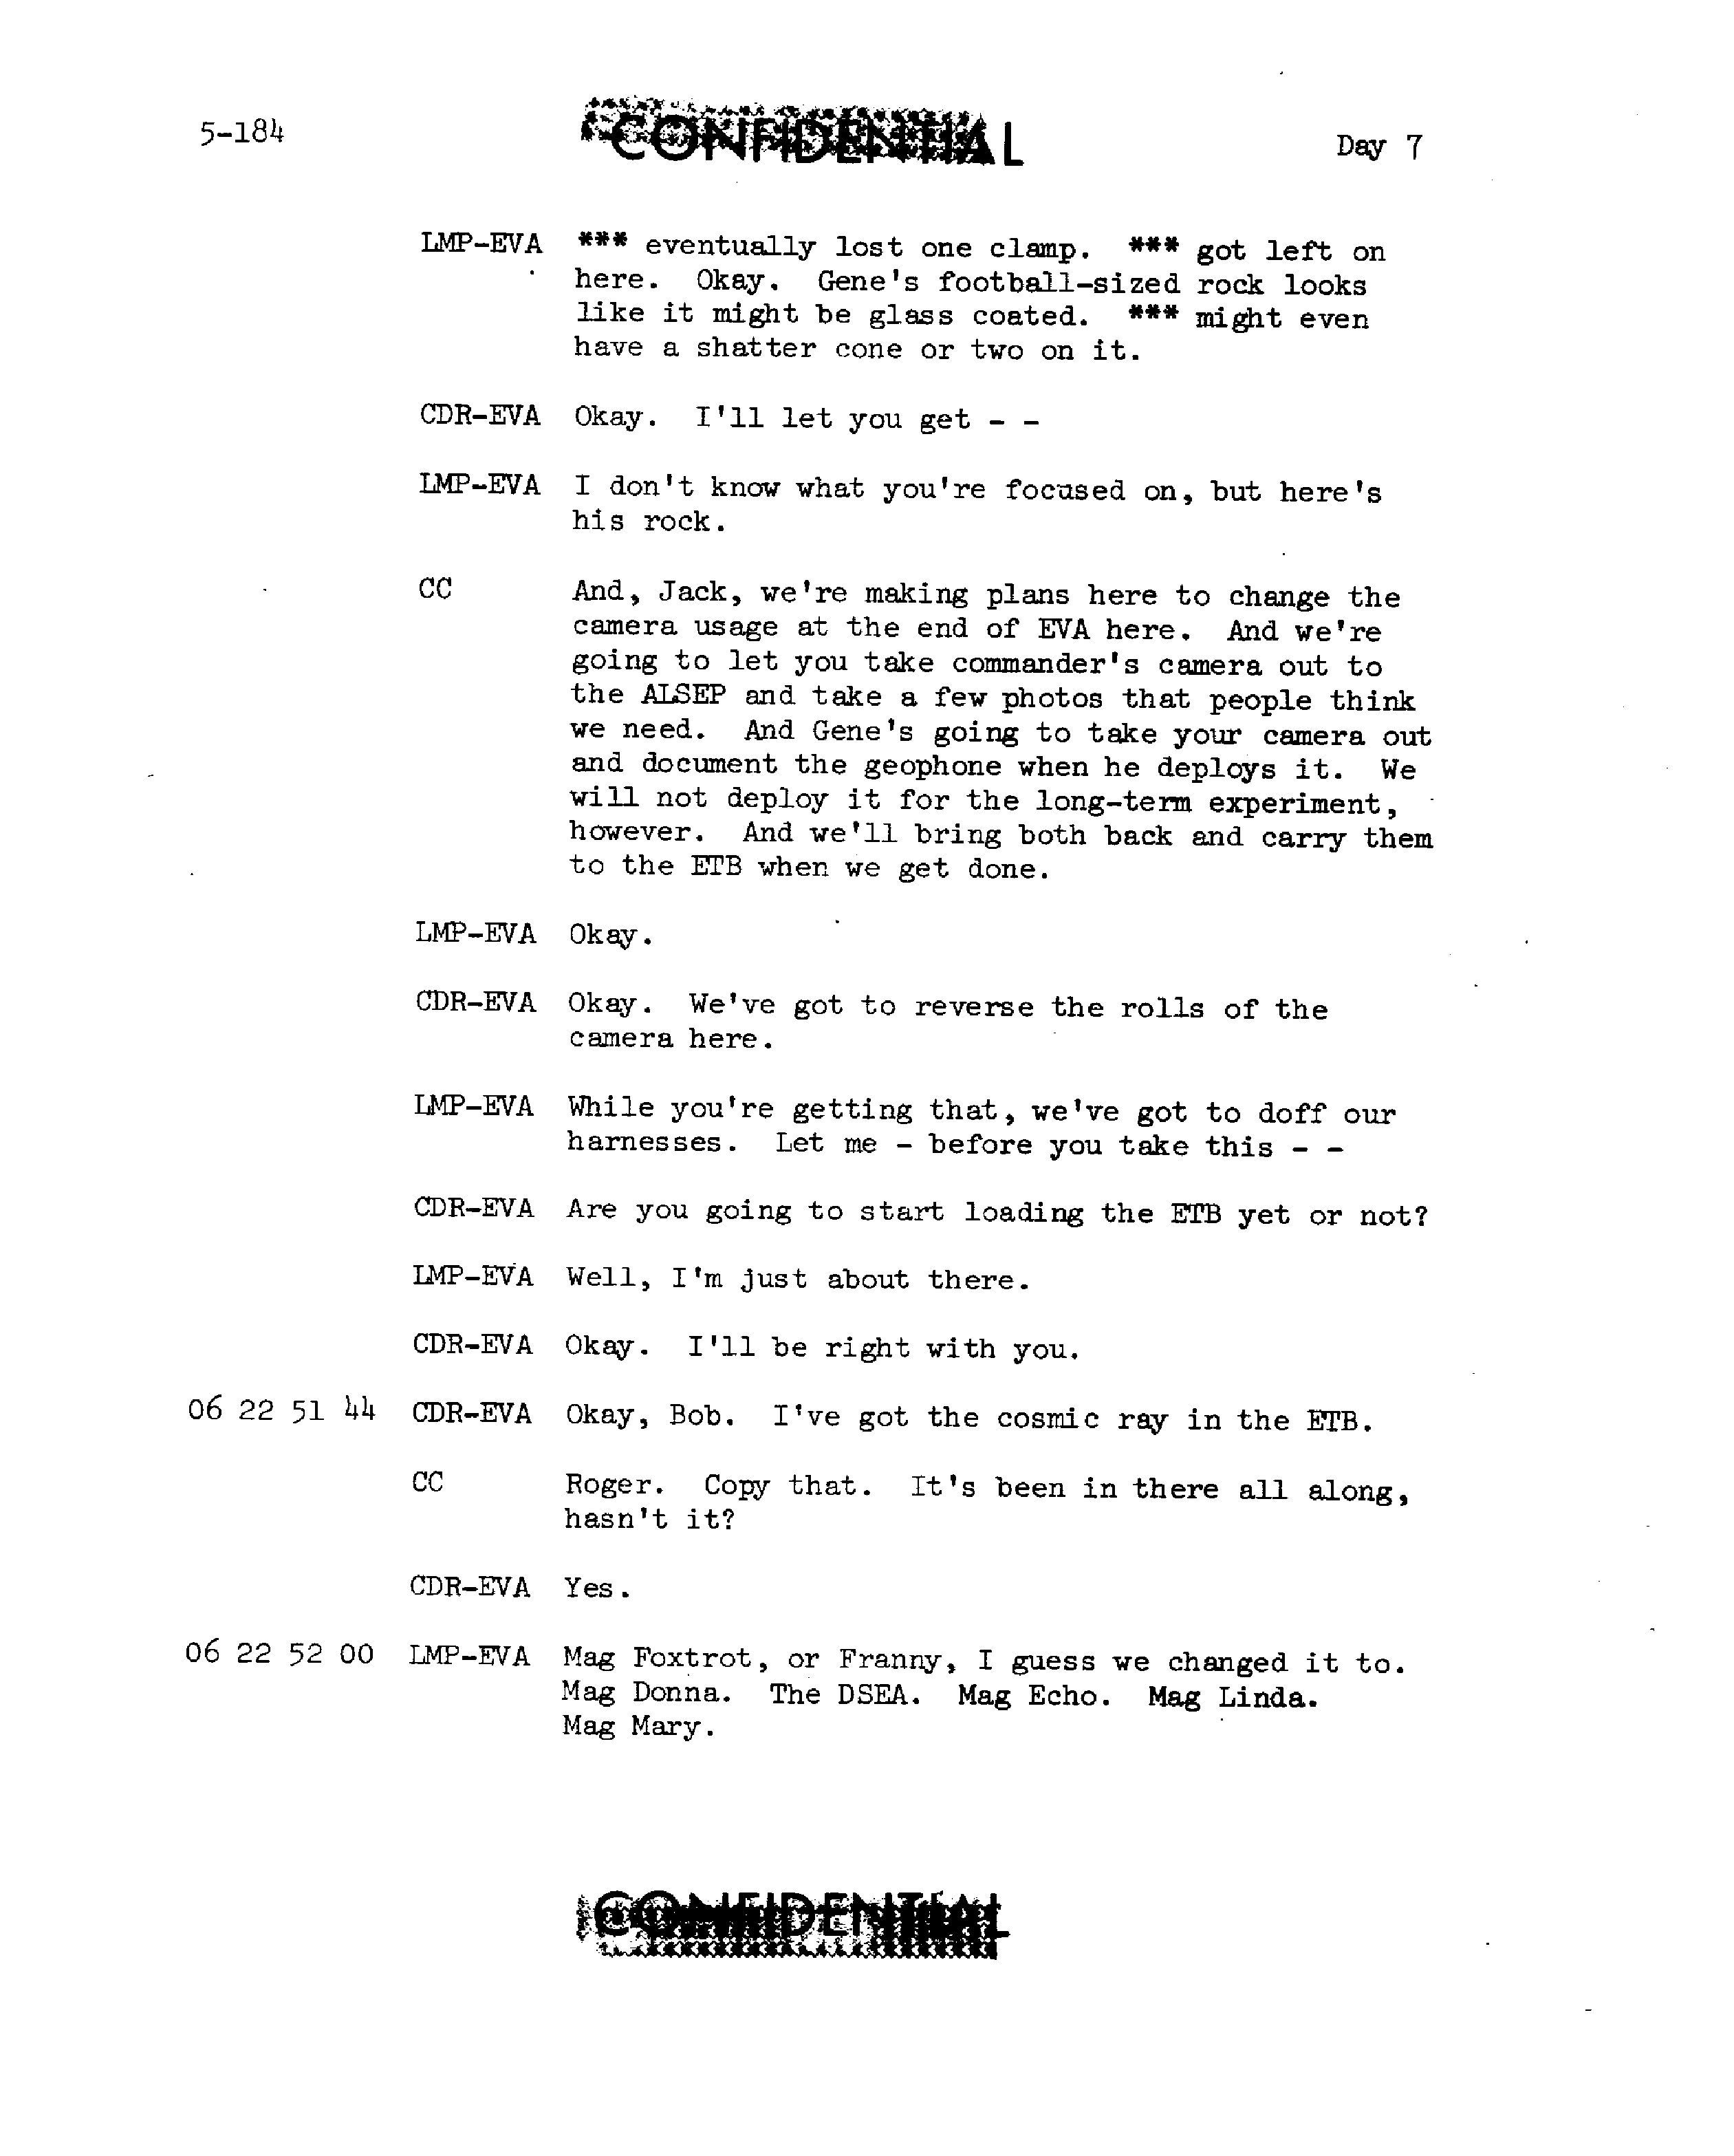 5-184
CONFIDENTIAL
Day 7
LMP-EVA *** eventually lost one clamp. *** got left on
here. Okay. Gene's football-sized rock looks
like it might be glass coated. *** might even
have a shatter cone or two on it.
CDR-EVA Okay. I'll let you get - -
LMP-EVA I don't know what you're focused on, but here's
his rock.
CC And, Jack, we're making plans here to change the
camera usage at the end of EVA here. And we're
going to let you take commander's camera out to
the ALSEP and take a few photos that people think
we need. And Gene's going to take your camera out
and document the geophone when he deploys it. We
will not deploy it for the long-term experiment,
however. And we'll bring both back and carry them
to the ETB when we get done.
LMP-EVA Okay.
CDR-EVA Okay. We've got to reverse the rolls of the
camera here.
LMP-EVA While you're getting that, we've got to doff our
harnesses. Let me - before you take this - -
CDR-EVA Are you going to start loading the ETB yet or not?
LMP-EVA Well, I'm just about there.
CDR-EVA Okay. I'll be right with you.
06 22 51 44 CDR-EVA Okay, Bob. I've got the cosmic ray in the ETB.
CC Roger. Copy that. It's been in there all along,
hasn't it?
CDR-EVA Yes.
06 22 52 00 LMP-EVA Mag Foxtrot, or Franny, I guess we changed it to.
Mag Donna. The DSEA. Mag Echo. Mag Linda.
Mag Mary.
CONFIDENTIAL